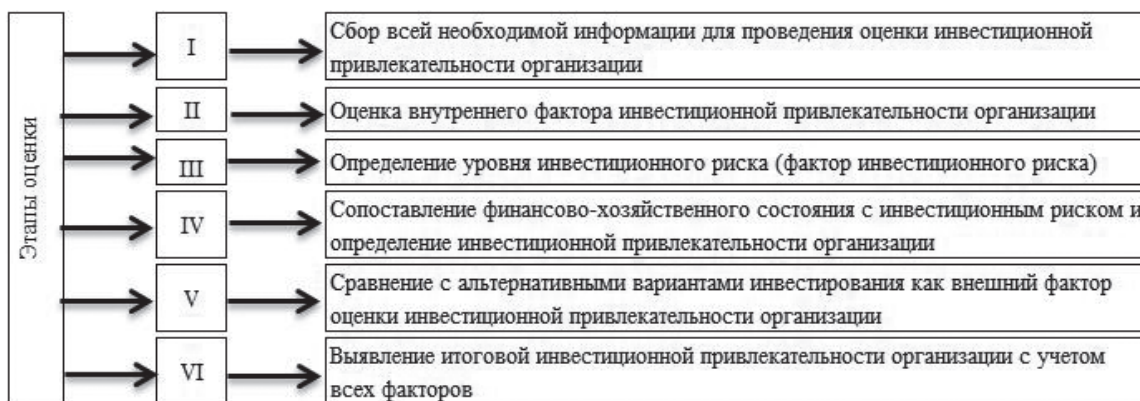 Этапы оценки
I
Сбор всей необходимой информации для проведения оценки инвестиционной
привлекательности организации
II
Оценка внутреннего фактора инвестиционной привлекательности организации
III
Определение уровня инвестиционного риска (фактор инвестиционного риска)
IV
Сопоставление финансово-хозяйственного состояния с инвестиционным риском и
определение инвестиционной привлекательности организации
V
Сравнение с альтернативными вариантами инвестирования как внешний фактор
оценки инвестиционной привлекательности организации
VI
Выявление итоговой инвестиционной привлекательности организации с учетом
всех факторов